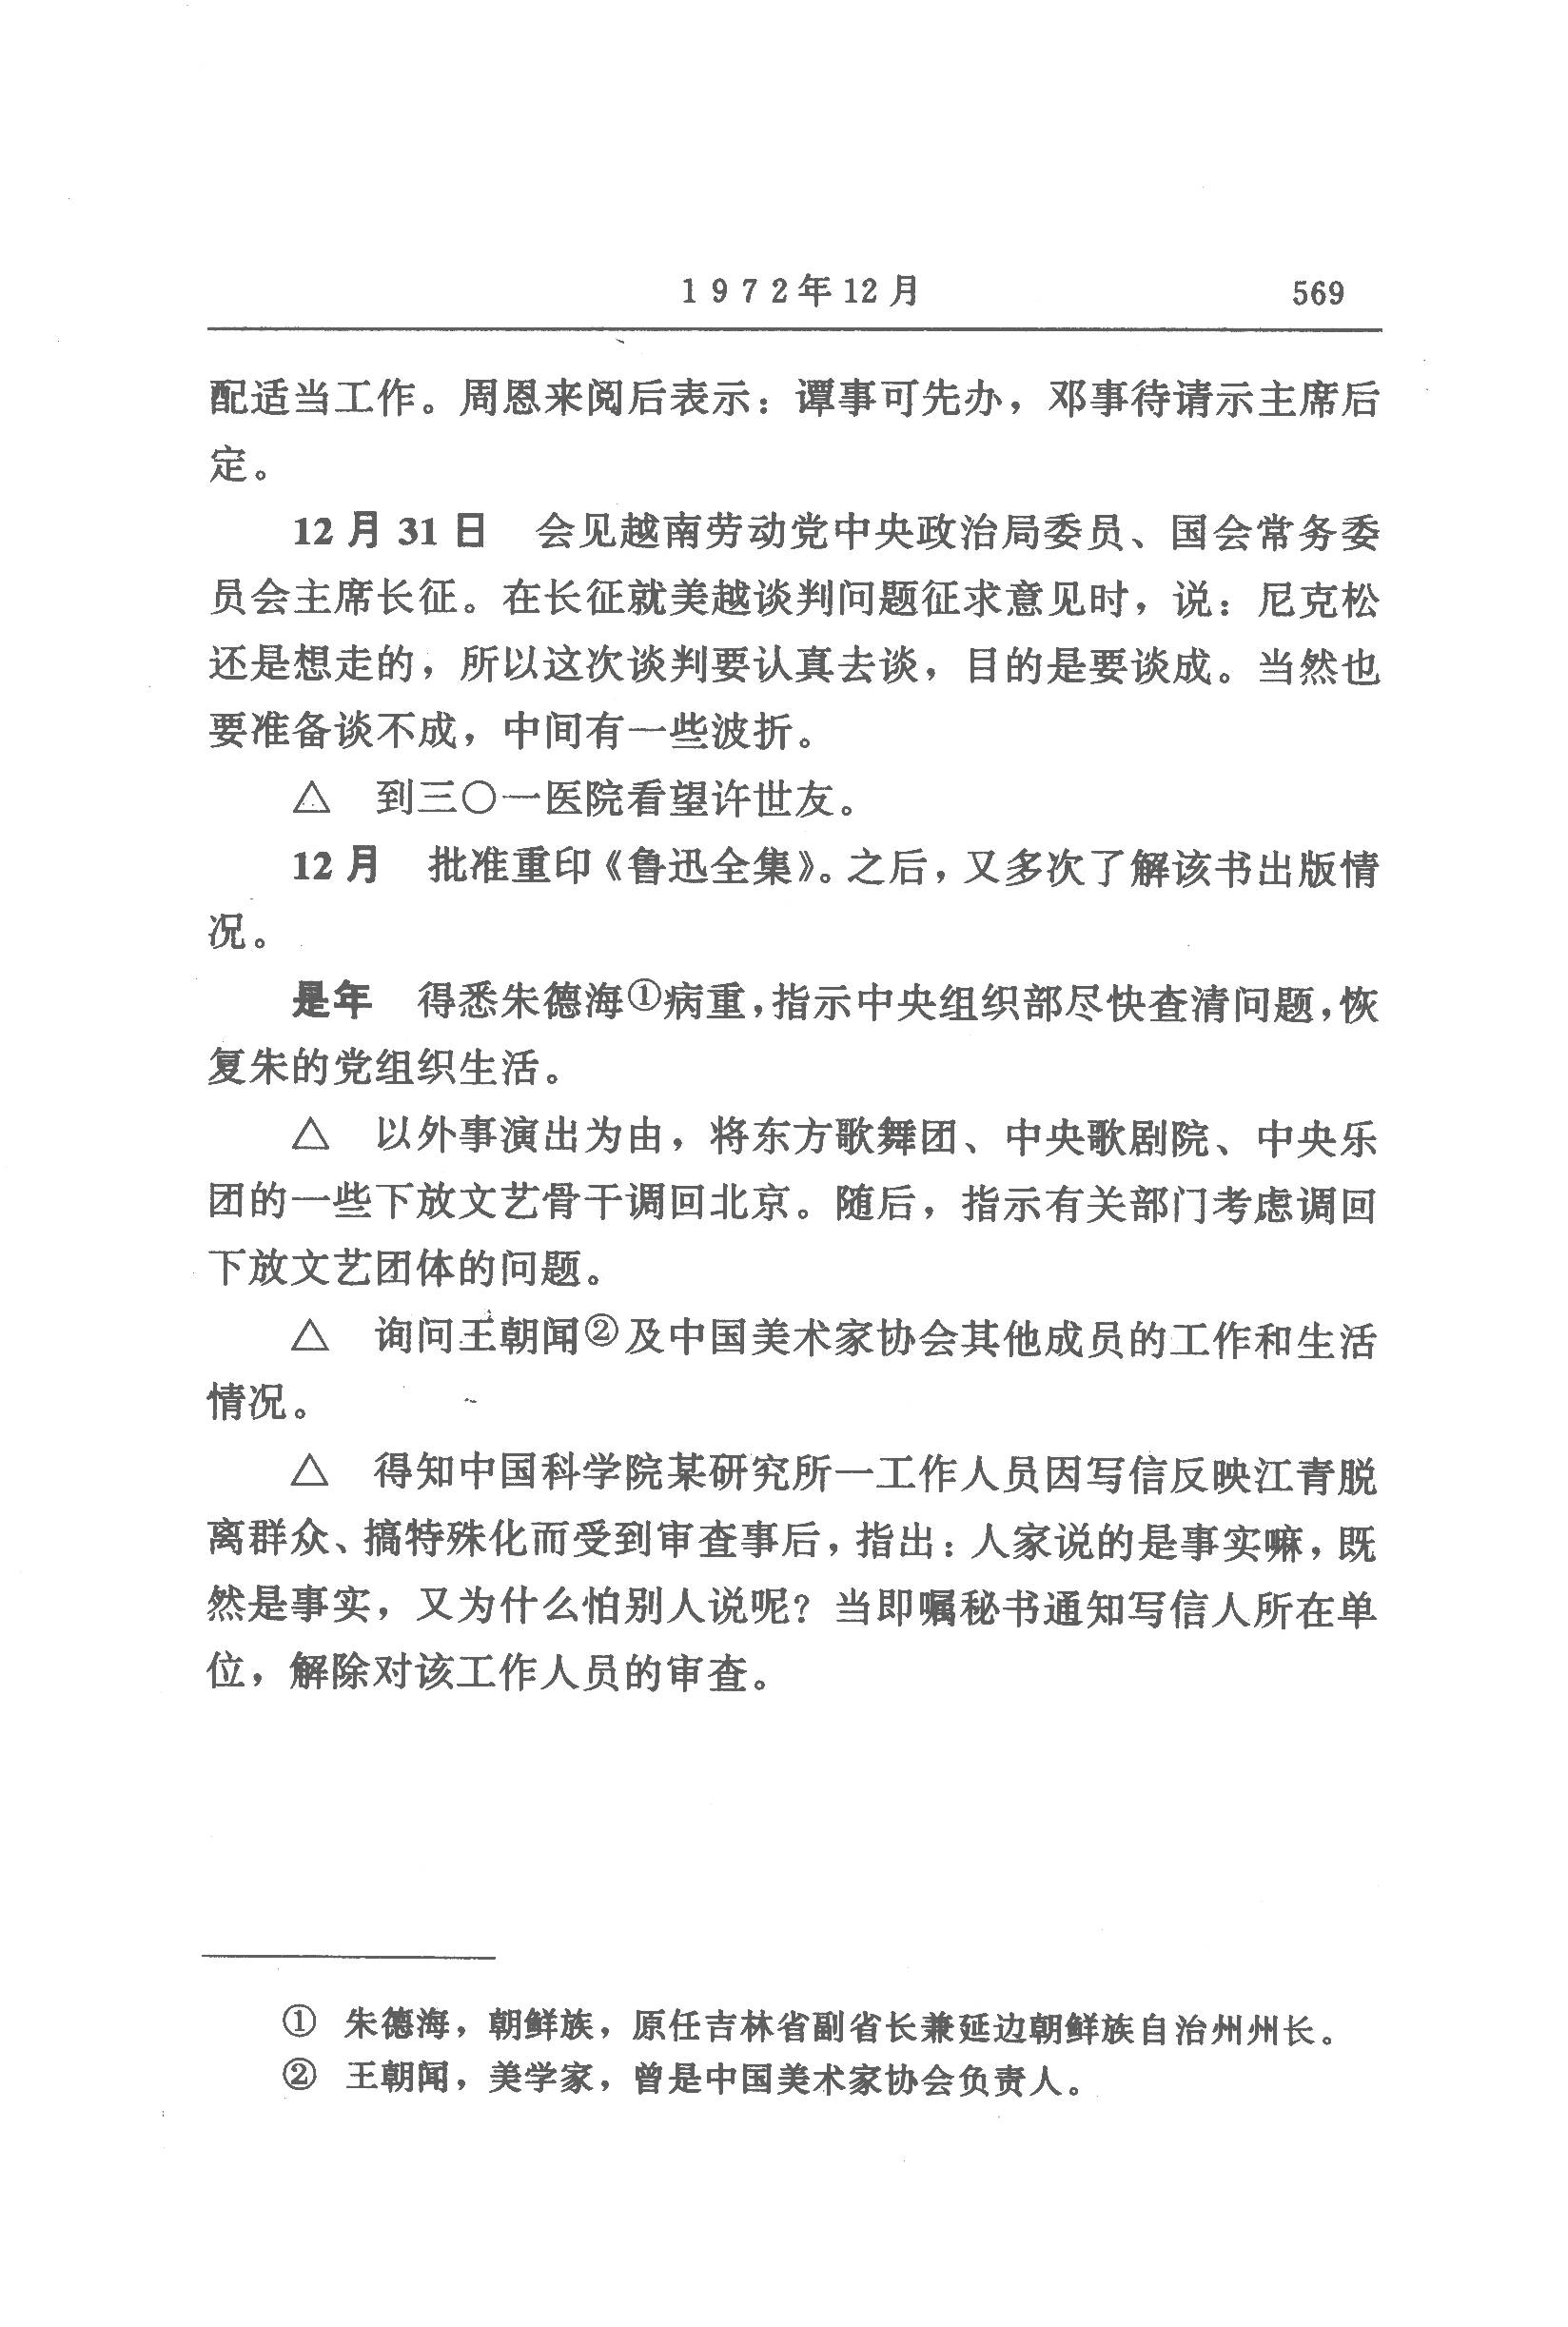 1972年12月 569
配适当工作。周恩来阅后表示：谭事可先办，邓事待请示主席后
定。
12月31日 会见越南劳动党中央政治局委员、国会常务委
员会主席长征。在长征就美越谈判问题征求意见时，说：尼克松
还是想走的，所以这次谈判要认真去谈，目的是要谈成。当然也
要准备谈不成，中间有一些波折。
△ 到三〇一医院看望许世友。
12月 批准重印《鲁迅全集》。之后，又多次了解该书出版情
况。
是年 得悉朱德海①病重，指示中央组织部尽快查清问题，恢
复朱的党组织生活。
△ 以外事演出为由，将东方歌舞团、中央歌剧院、中央乐
团的一些下放文艺骨干调回北京。随后，指示有关部门考虑调回
下放文艺团体的问题。
△ 询问王朝闻②及中国美术家协会其他成员的工作和生活
情况。
△ 得知中国科学院某研究所一工作人员因写信反映江青脱
离群众、搞特殊化而受到审查事后，指出：人家说的是事实嘛，既
然是事实，又为什么怕别人说呢？当即嘱秘书通知写信人所在单
位，解除对该工作人员的审查。
① 朱德海，朝鲜族，原任吉林省副省长兼延边朝鲜族自治州州长。
② 王朝闻，美学家，曾是中国美术家协会负责人。